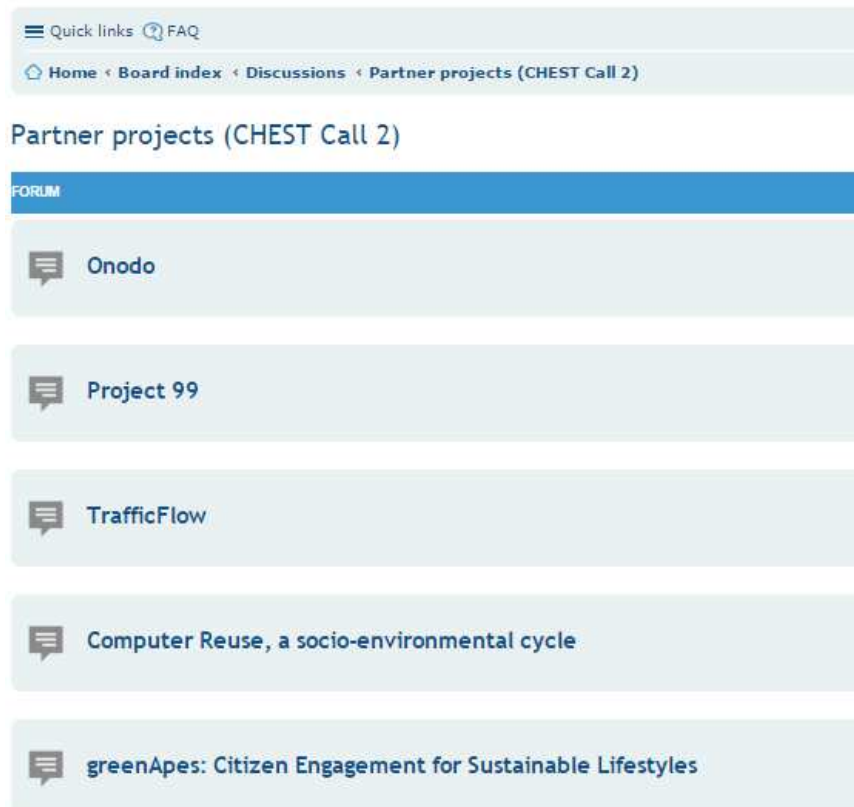 Quick links FAQ
Home ‹ Board index ‹ Discussions ‹ Partner projects (CHEST Call 2)
Partner projects (CHEST Call 2)
FORUM
Onodo
Project 99
TrafficFlow
Computer Reuse, a socio-environmental cycle
greenApes: Citizen Engagement for Sustainable Lifestyles